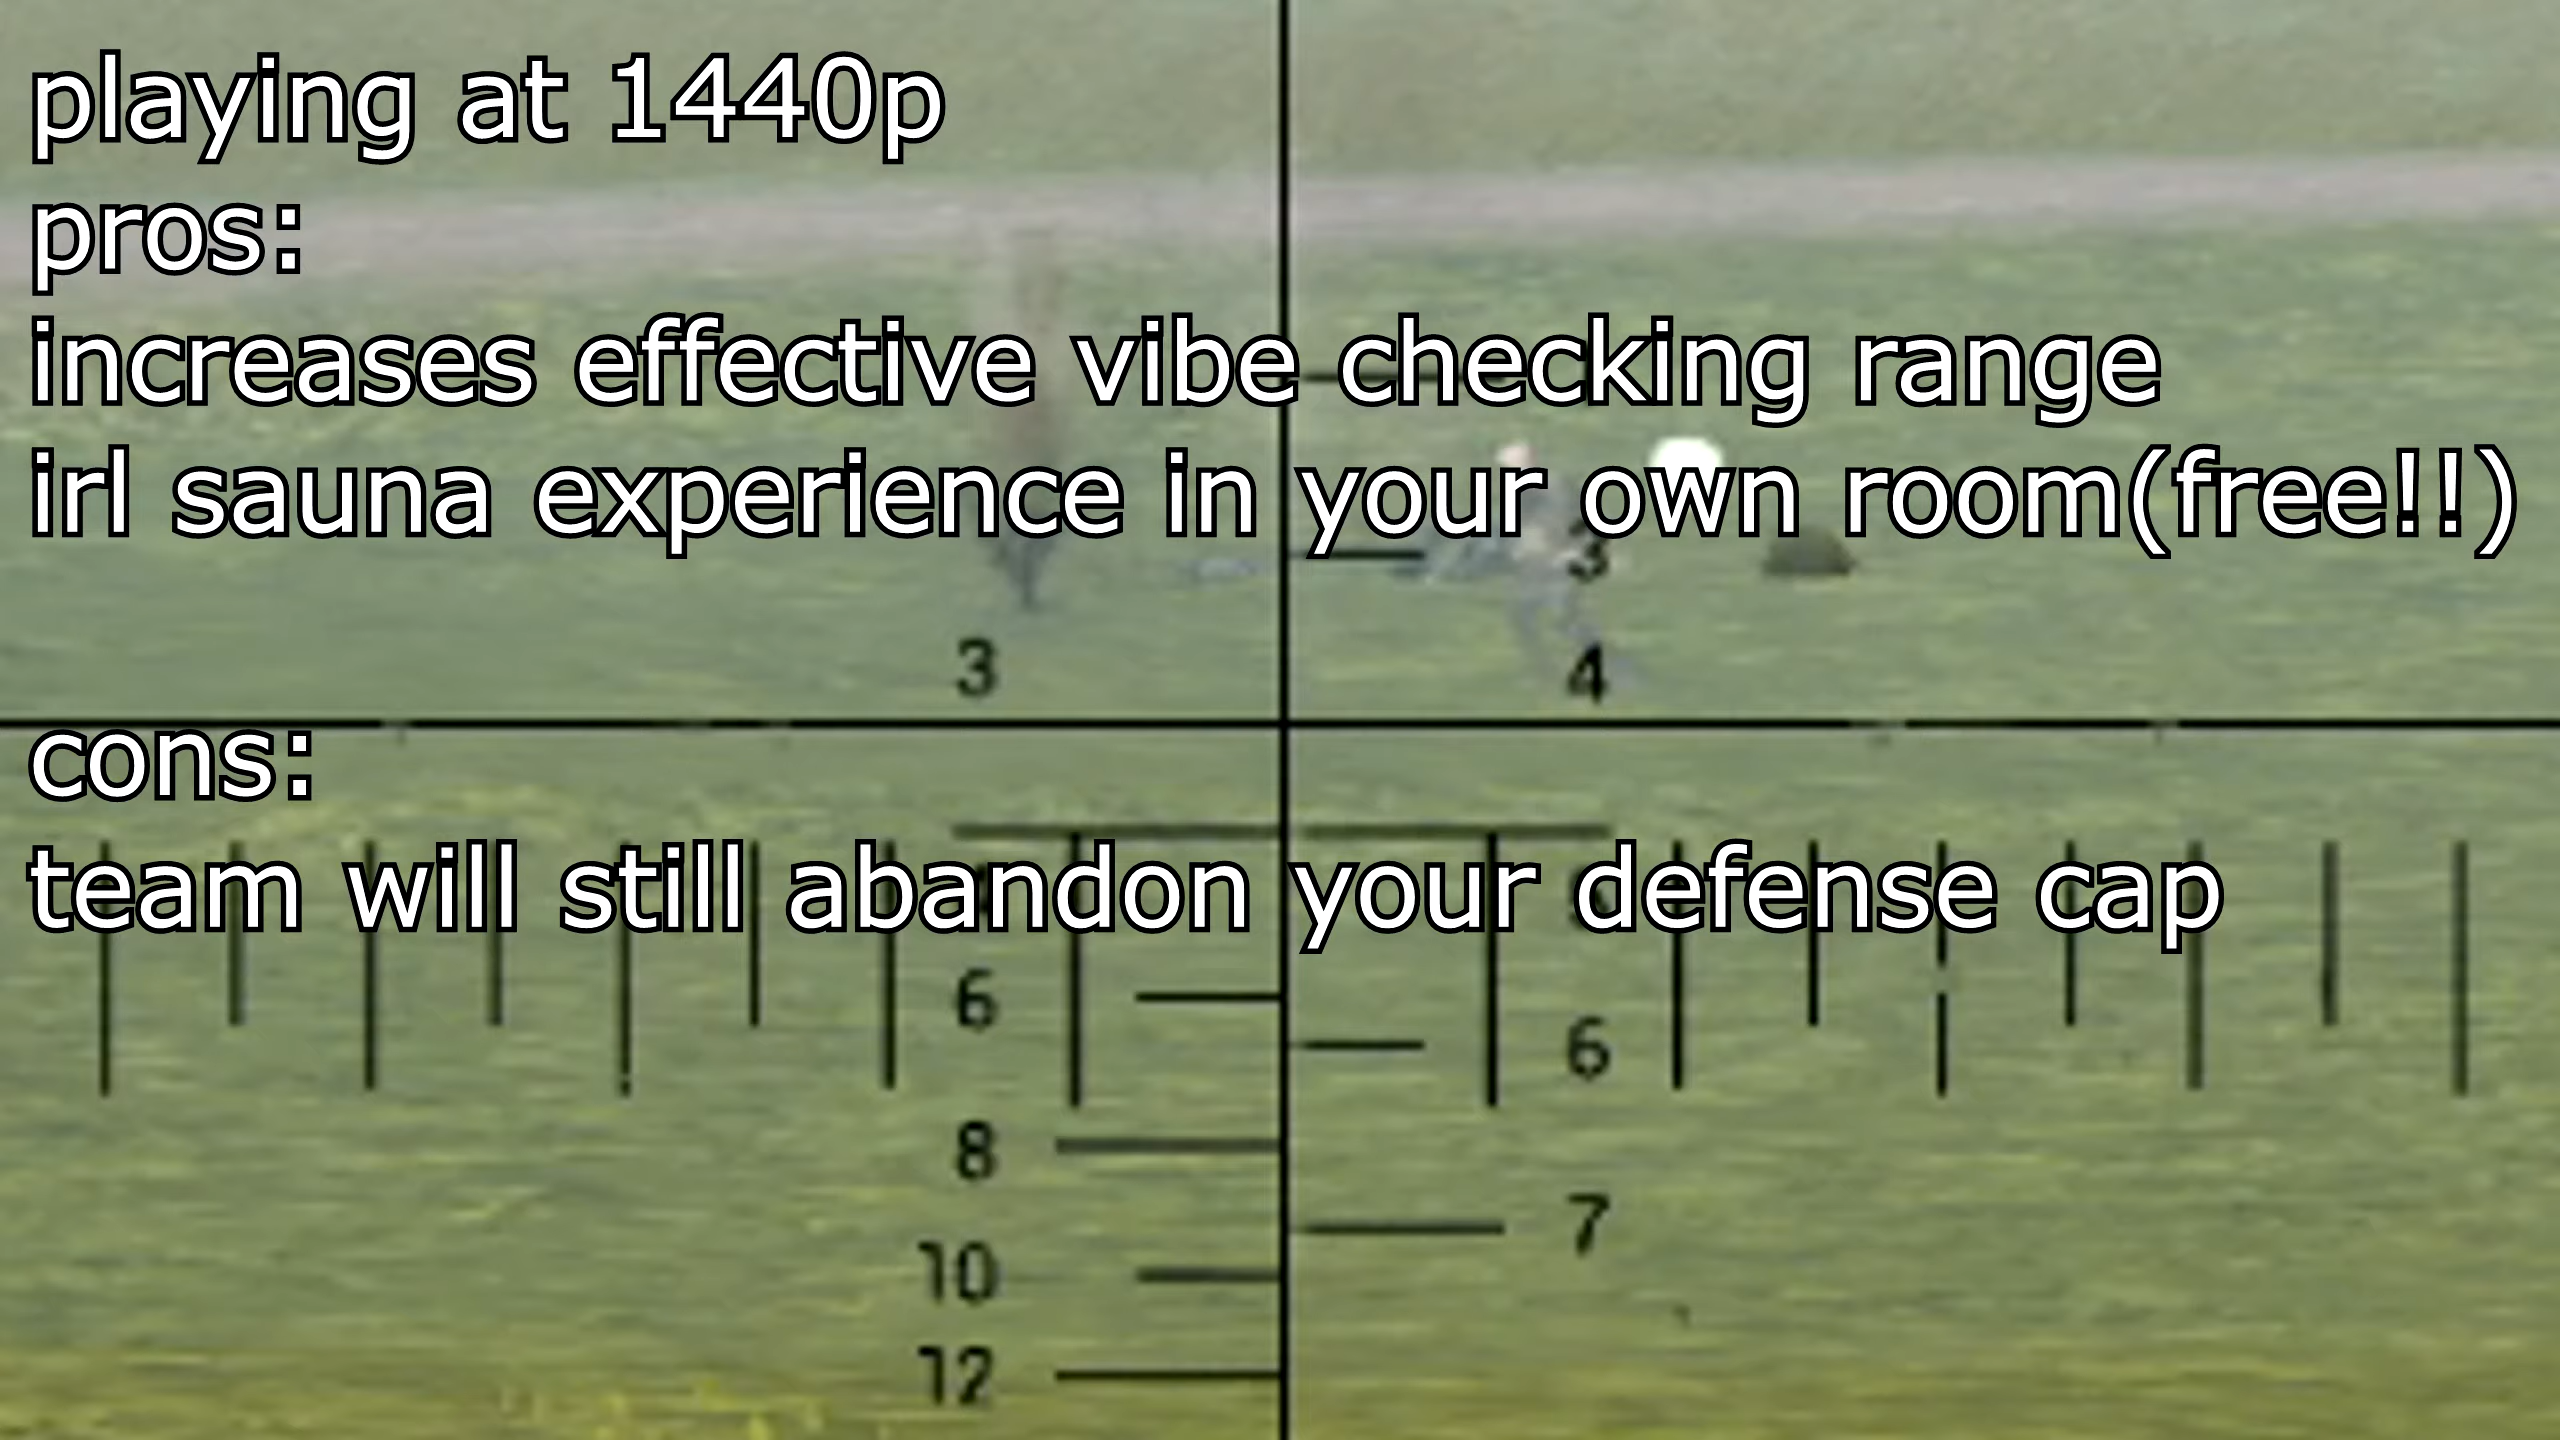 playing at 1440p
pros:
increases effective vibe checking range
irl sauna experience in your own room(free!!)
3
3 4
cons:
team will still abandon your defense cap
6
6
8
7
10
12